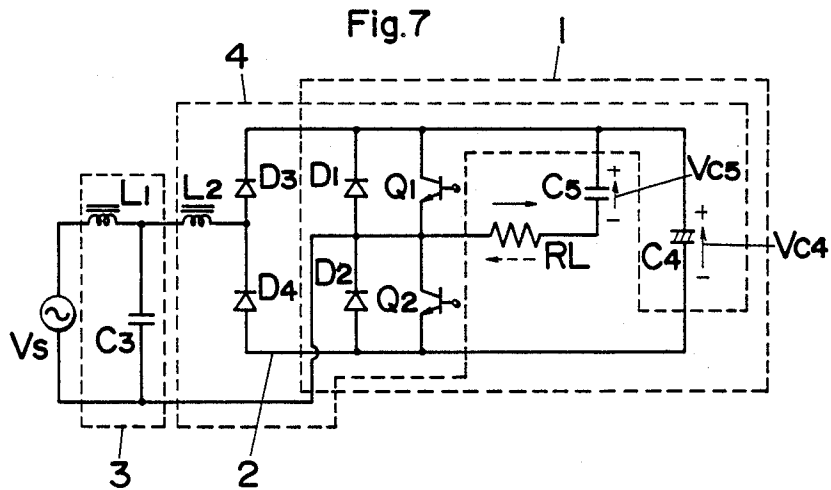 Fig.7
1
4
L1
L2
D3
D1
Q1
C5
+
-
VC5
+
-
C4
VC4
RL
D4
D2
Q2
C3
Vs
3
2